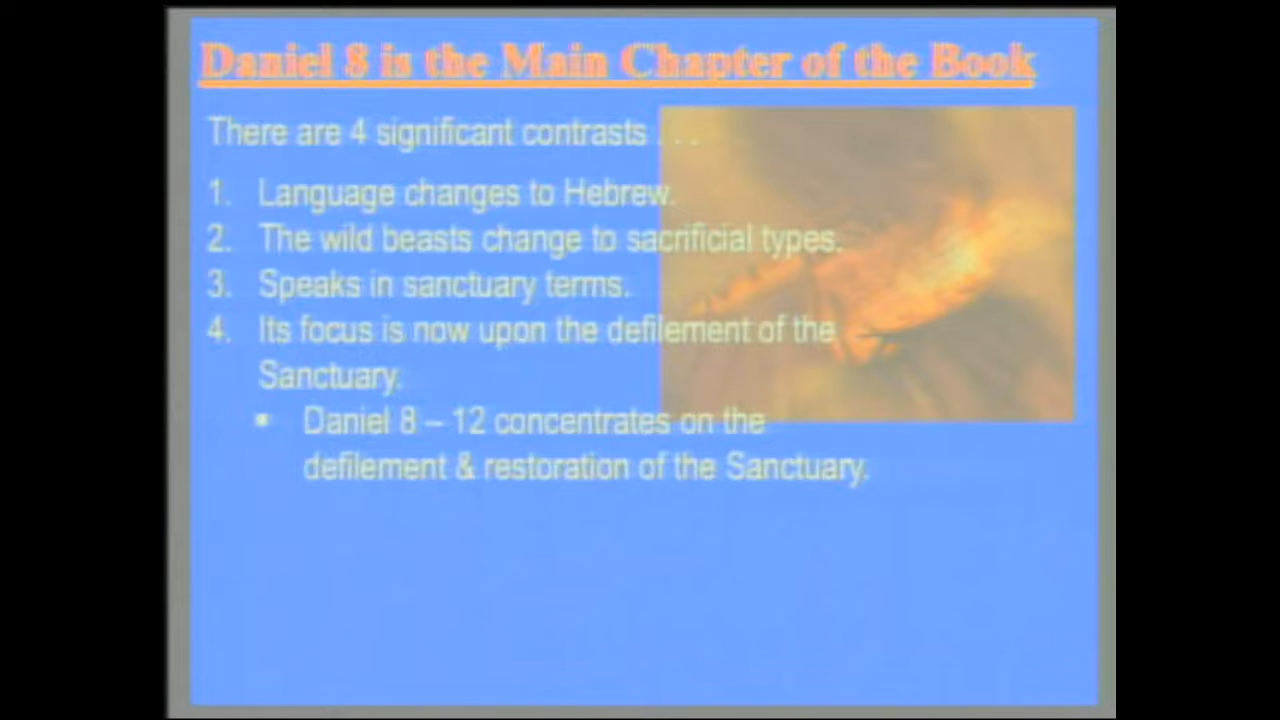 Daniel 8 is the Main Chapter of the Book
There are 4 significant contrasts . . .
1. Language changes to Hebrew.
2. The wild beasts change to sacrificial types.
3. Speaks in sanctuary terms.
4. Its focus is now upon the defilement of the
Sanctuary.
▪ Daniel 8 – 12 concentrates on the
defilement & restoration of the Sanctuary.